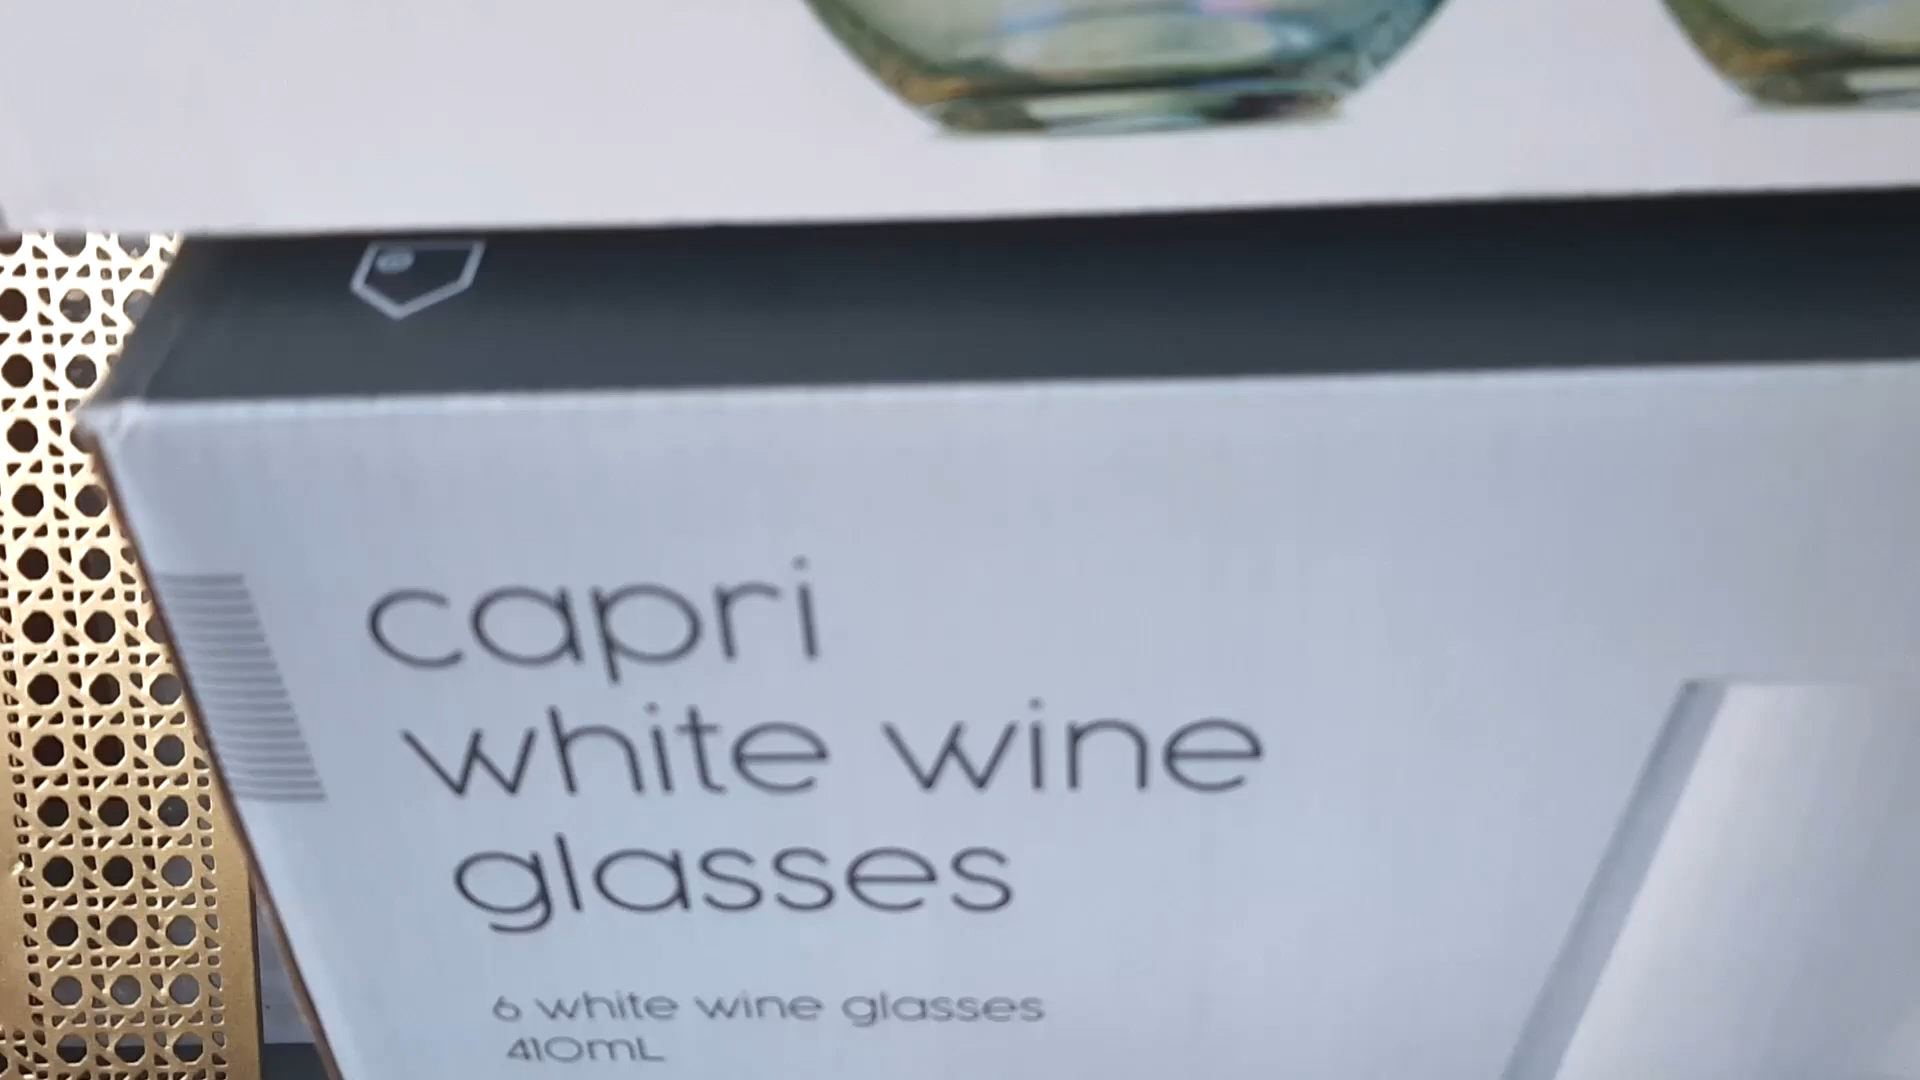 capri
white wine
glasses
6 white wine glasses
410mL